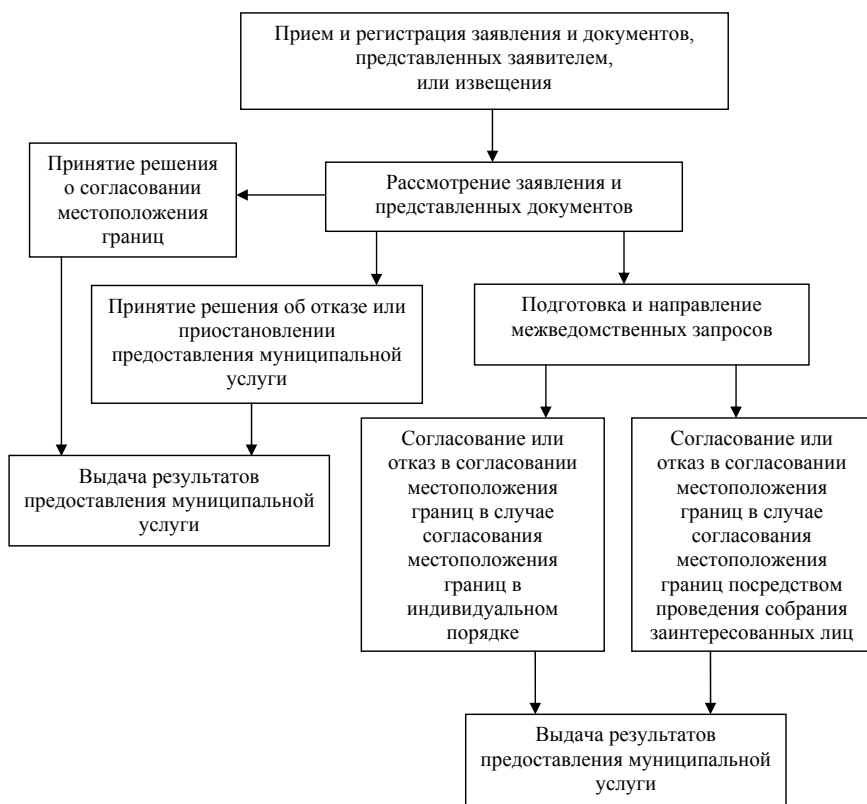 Прием и регистрация заявления и документов,
представленных заявителем,
или извещения
Принятие решения
о согласовании
местоположения
границ
Рассмотрение заявления и
представленных документов
Принятие решения об отказе или
приостановлении
предоставления муниципальной
услуги
Подготовка и направление
межведомственных запросов
Выдача результатов
предоставления муниципальной
услуги
Согласование или
отказ в согласовании
местоположения
границ в случае
согласования
местоположения
границ в
индивидуальном
порядке
Согласование или
отказ в согласовании
местоположения
границ в случае
согласования
местоположения
границ посредством
проведения собрания
заинтересованных лиц
Выдача результатов
предоставления муниципальной
услуги